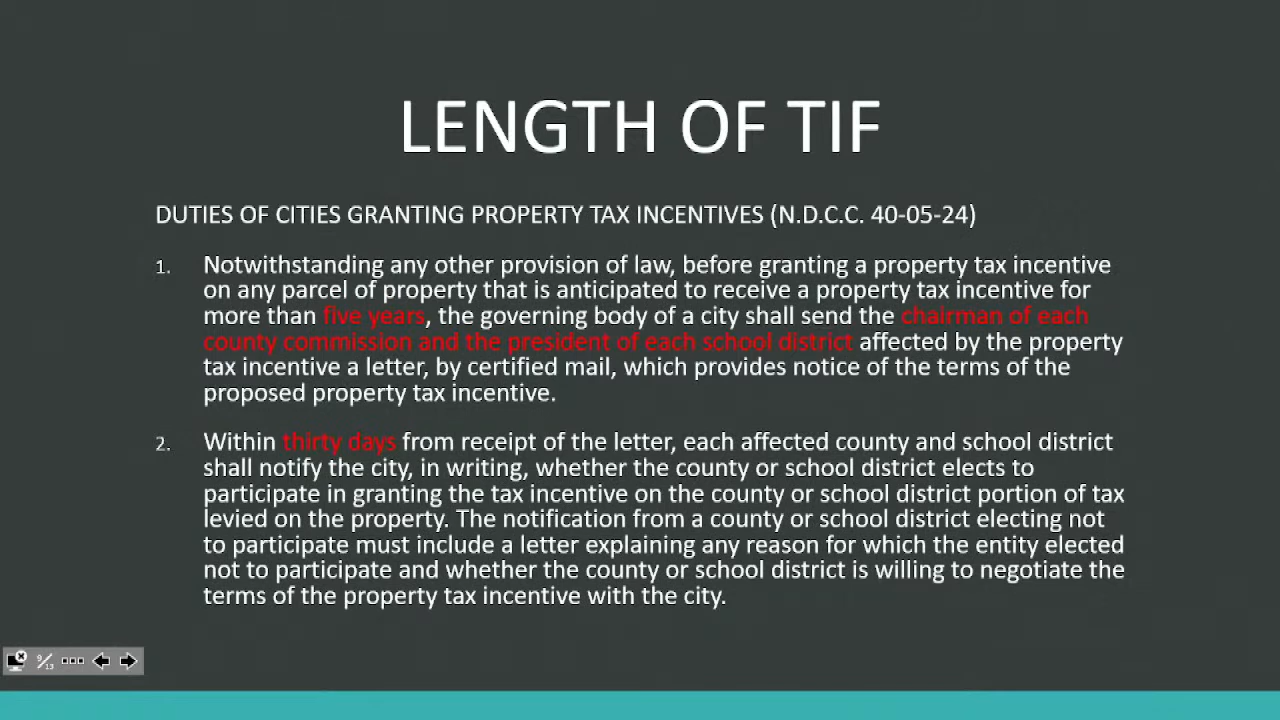 LENGTH OF TIF
DUTIES OF CITIES GRANTING PROPERTY TAX INCENTIVES (N.D.C.C. 40-05-24)
1. Notwithstanding any other provision of law, before granting a property tax incentive
on any parcel of property that is anticipated to receive a property tax incentive for
more than five years, the governing body of a city shall send the chairman of each
county commission and the president of each school district affected by the property
tax incentive a letter, by certified mail, which provides notice of the terms of the
proposed property tax incentive.
2. Within thirty days from receipt of the letter, each affected county and school district
shall notify the city, in writing, whether the county or school district elects to
participate in granting the tax incentive on the county or school district portion of tax
levied on the property. The notification from a county or school district electing not
to participate must include a letter explaining any reason for which the entity elected
not to participate and whether the county or school district is willing to negotiate the
terms of the property tax incentive with the city.
9/13